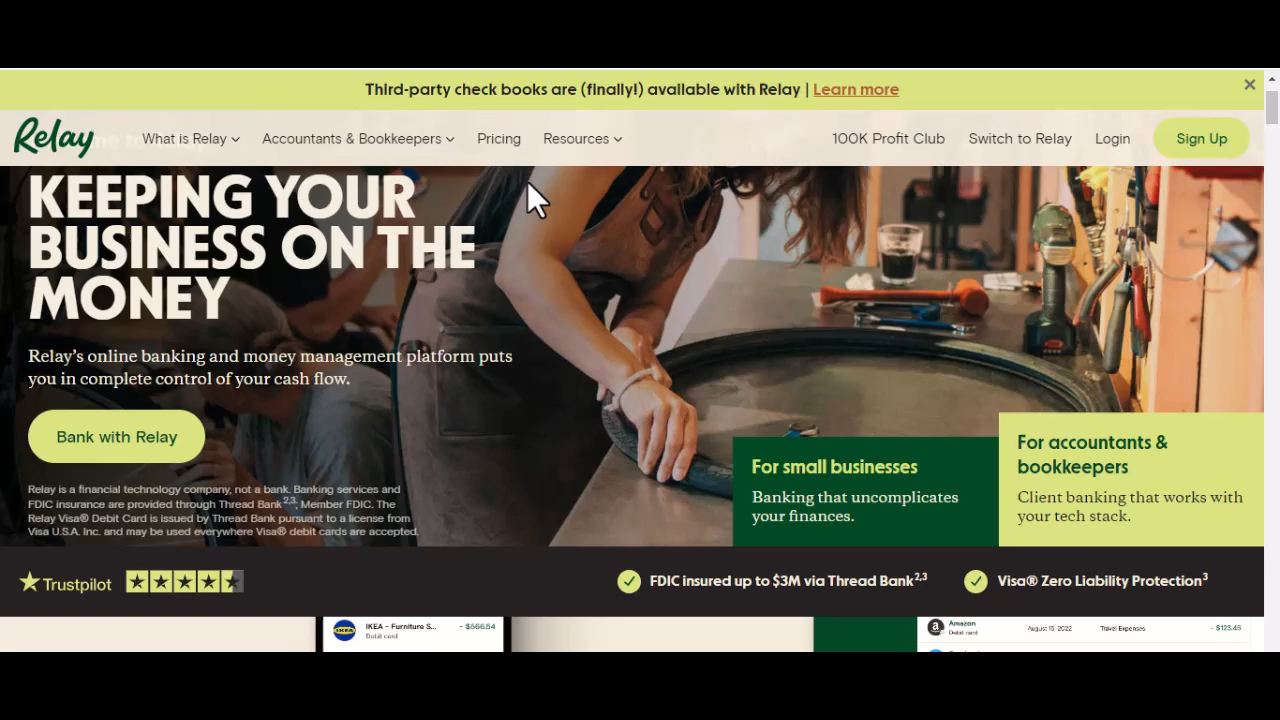 Third-party check books are (finally!) available with Relay | Learn more
Relay
What is Relay
Accountants & Bookkeepers
Pricing
Resources
100K Profit Club
Switch to Relay
Login
Sign Up
KEEPING YOUR
BUSINESS ON THE
MONEY
Relay's online banking and money management platform puts
you in complete control of your cash flow.
Bank with Relay
Relay is a financial technology company, not a bank. Banking services and
FDIC insurance are provided through Thread Bank2,3, Member FDIC. The
Relay Visa® Debit Card is issued by Thread Bank pursuant to a license from
Visa U.S.A. Inc. and may be used everywhere Visa® debit cards are accepted.
For small businesses
Banking that uncomplicates
your finances.
For accountants &
bookkeepers
Client banking that works with
your tech stack.
Trustpilot
FDIC insured up to $3M via Thread Bank2,3
Visa® Zero Liability Protection3
IKEA
IKEA - Furniture S... - $566.54
Debit card
Amazon
Debit card
August 15 2022
Travel Expenses
- $123.45